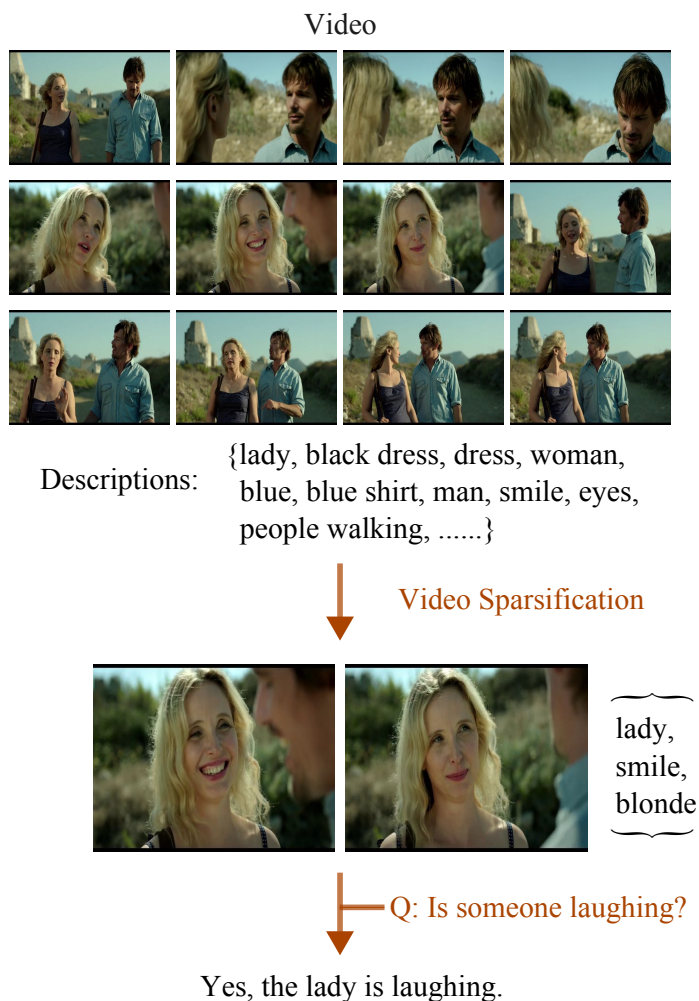 Video
Descriptions:
{lady, black dress, dress, woman,
blue, blue shirt, man, smile, eyes,
people walking, ......}
Video Sparsification
lady,
smile,
blonde
Q: Is someone laughing?
Yes, the lady is laughing.